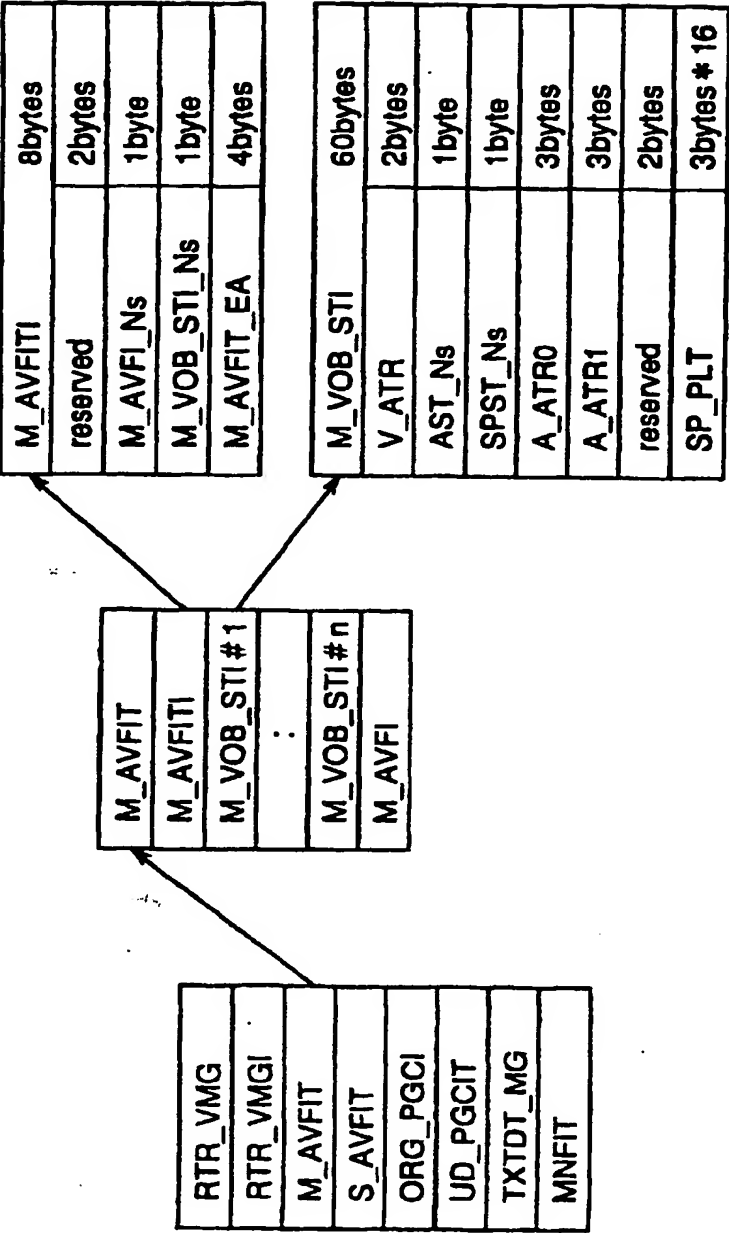 RTR_VMG
RTR_VMGI
M_AVFIT
S_AVFIT
ORG_PGCI
UD_PGCIT
TXTDT_MG
MNFIT
M_AVFIT
M_AVFITI
M_VOB_STI#1
:
M_VOB_STI#n
M_AVFI
M_AVFITI 8bytes
reserved 2bytes
M_AVFI_Ns 1byte
M_VOB_STI_Ns 1byte
M_AVFIT_EA 4bytes
M_VOB_STI 60bytes
V_ATR 2bytes
AST_Ns 1byte
SPST_Ns 1byte
A_ATR0 3bytes
A_ATR1 3bytes
reserved 2bytes
SP_PLT 3bytes*16